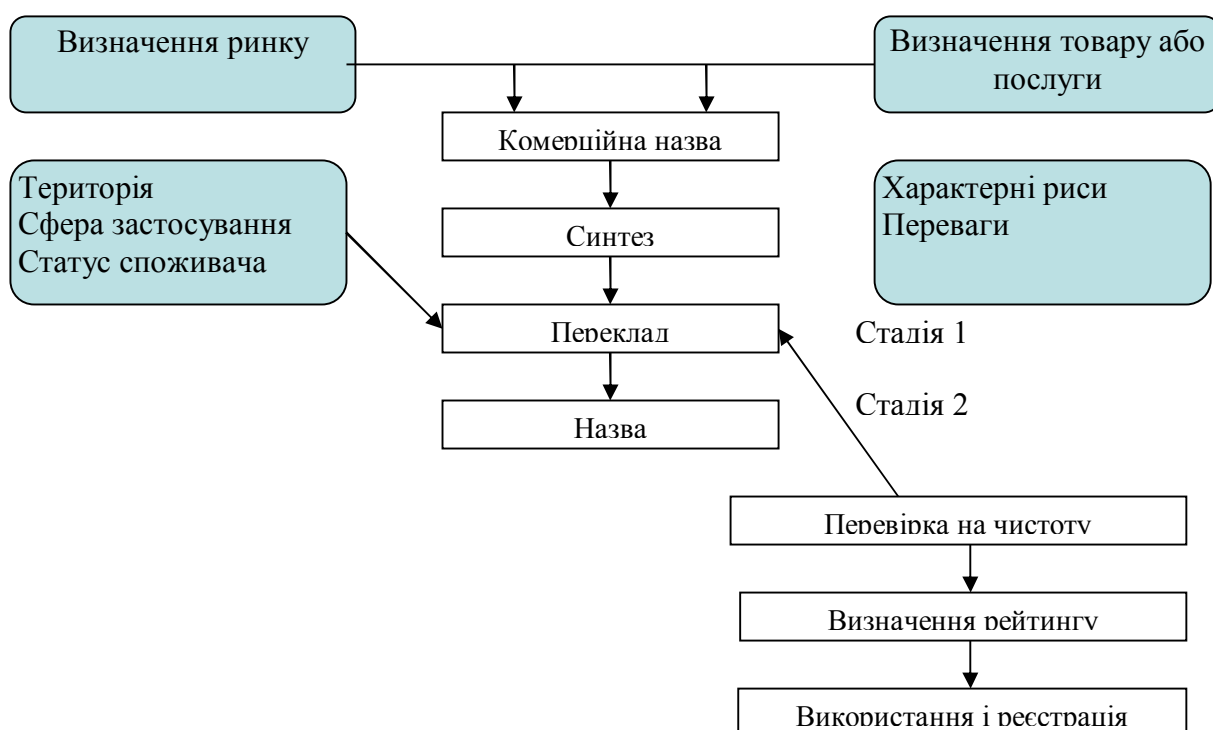 Визначення ринку
Визначення товару або
послуги
Комерційна назва
Територія
Сфера застосування
Статус споживача
Характерні риси
Переваги
Синтез
Переклад
Стадія 1
Стадія 2
Назва
Перевірка на чистоту
Визначення рейтингу
Використання і реєстрація